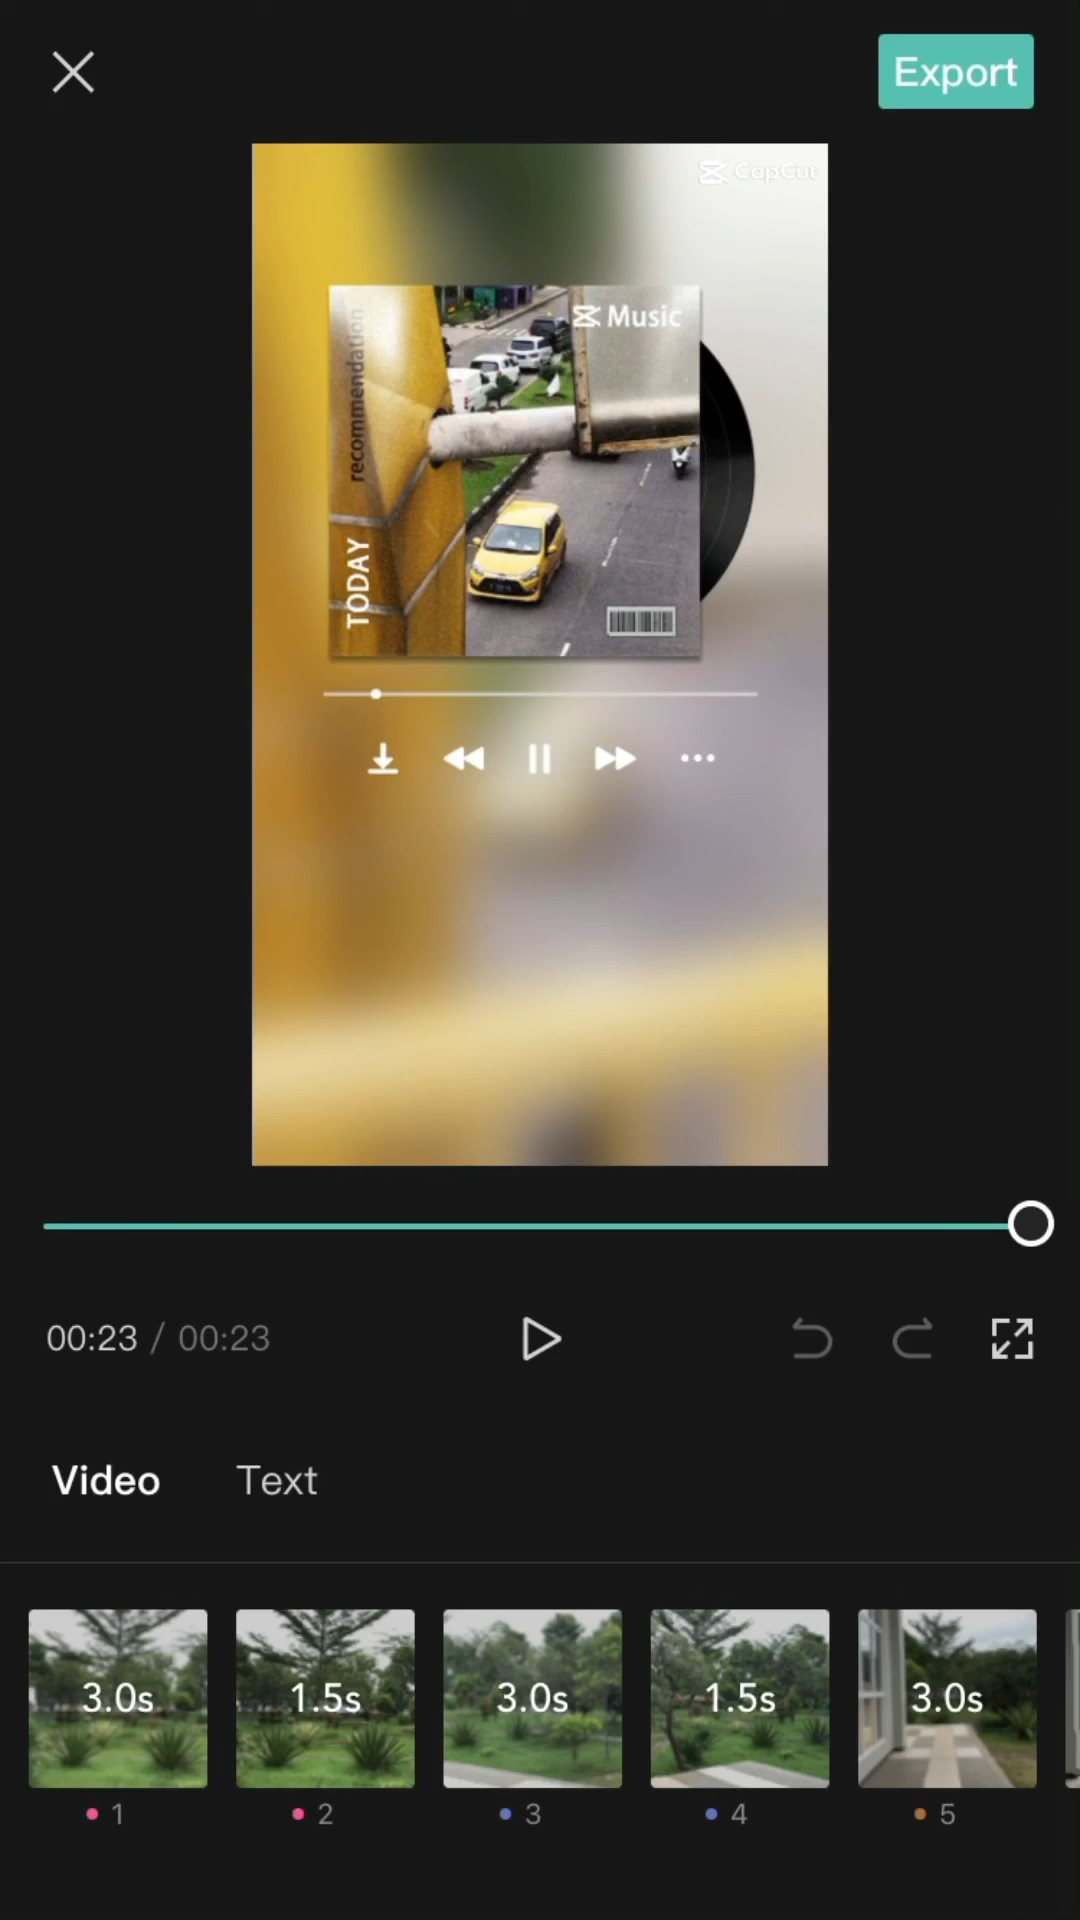 Export
CapCut
Music
TODAY recommendation
00:23 / 00:23
Video Text
3.0s 1.5s 3.0s 1.5s 3.0s
1 2 3 4 5